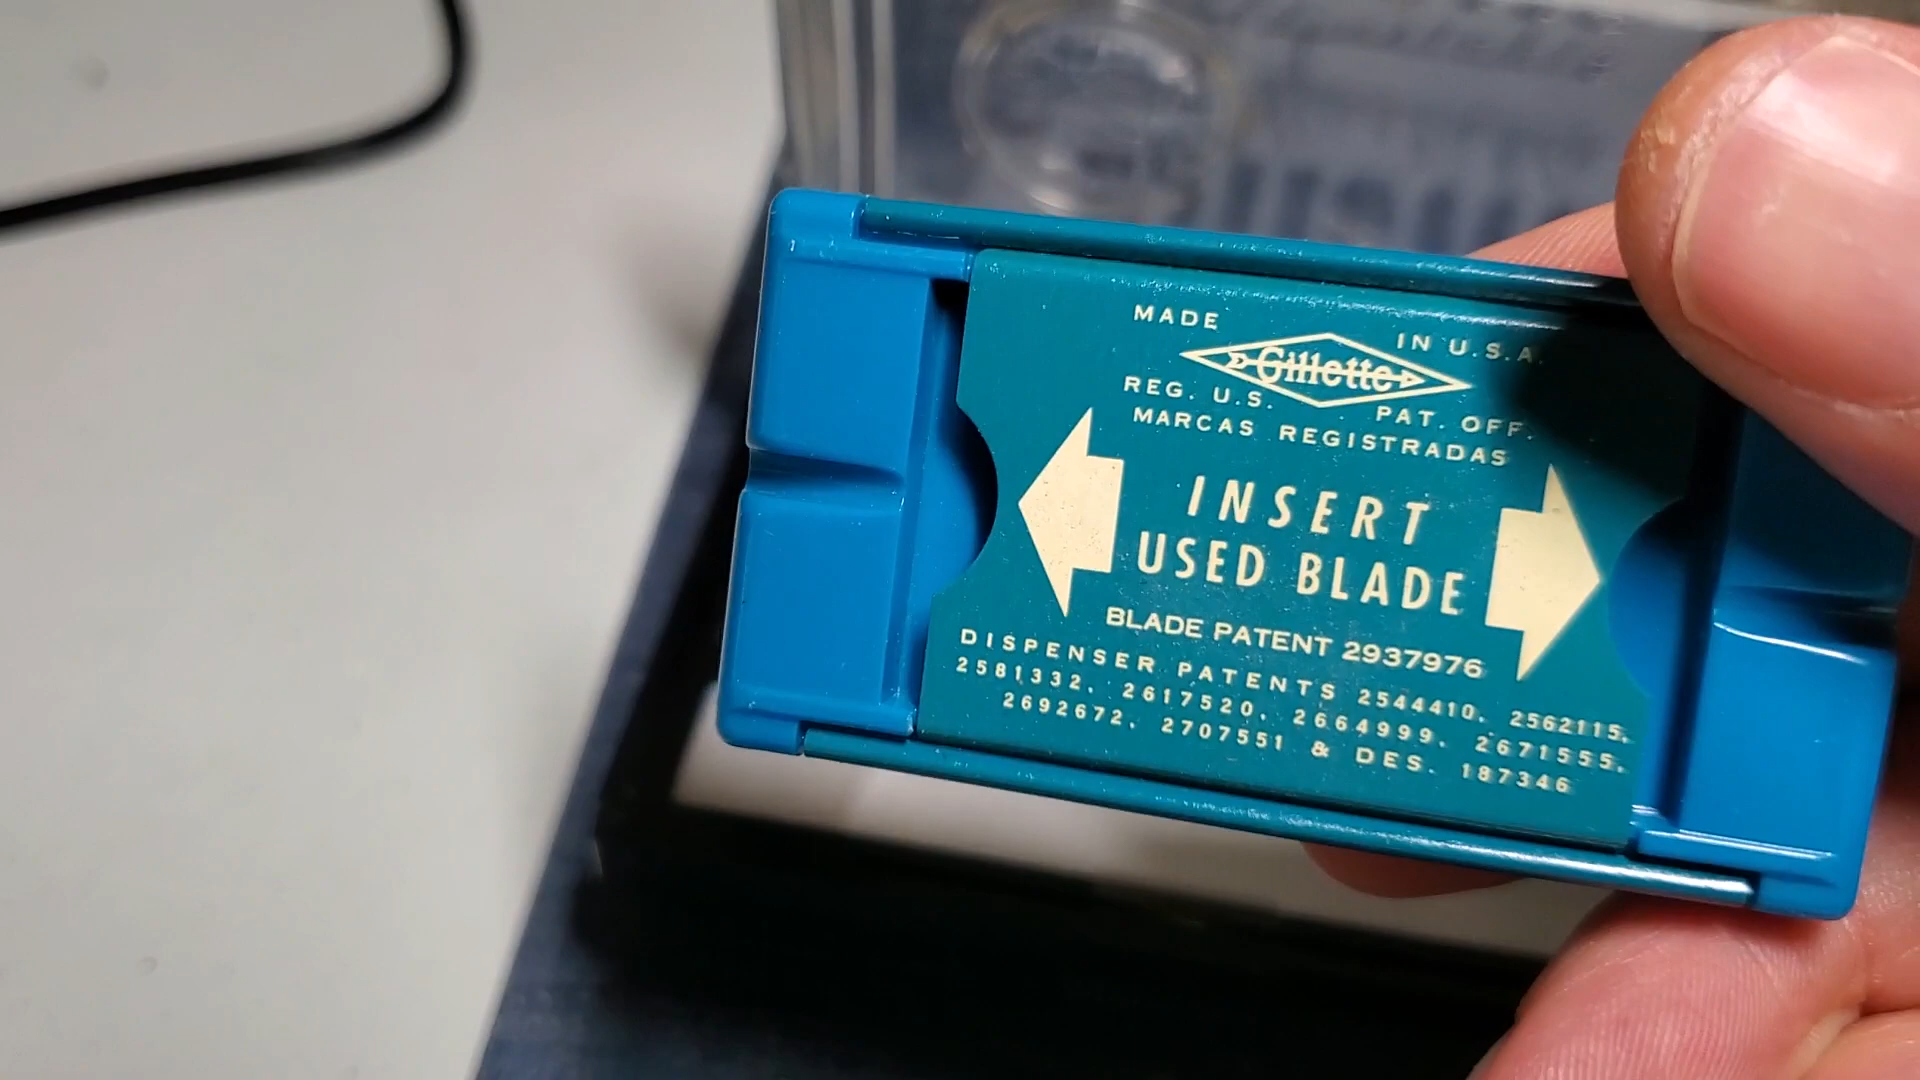 MADE IN U.S.A.
Gillette
REG. U.S. PAT. OFF.
MARCAS REGISTRADAS
INSERT
USED BLADE
BLADE PATENT 2937976
DISPENSER PATENTS 2544410, 2562115,
2581332, 2617520, 2664999, 2671555,
2692672, 2707551 & DES. 187346